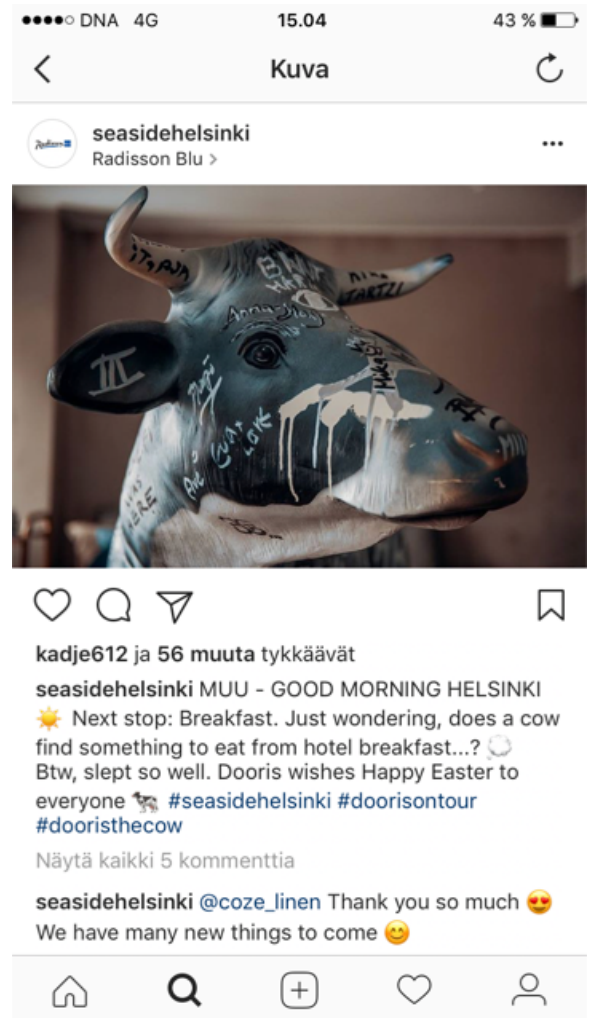 DNA 4G 15.04 43 %
Kuva
Radisson
seasidehelsinki
Radisson Blu >
III
LOVE
kadje612 ja 56 muuta tykkäävät
seasidehelsinki MUU - GOOD MORNING HELSINKI
☀️ Next stop: Breakfast. Just wondering, does a cow
find something to eat from hotel breakfast...? 💭
Btw, slept so well. Dooris wishes Happy Easter to
everyone 🐄 #seasidehelsinki #doorisontour
#dooristhecow
Näytä kaikki 5 kommenttia
seasidehelsinki @coze_linen Thank you so much 😍
We have many new things to come 😊